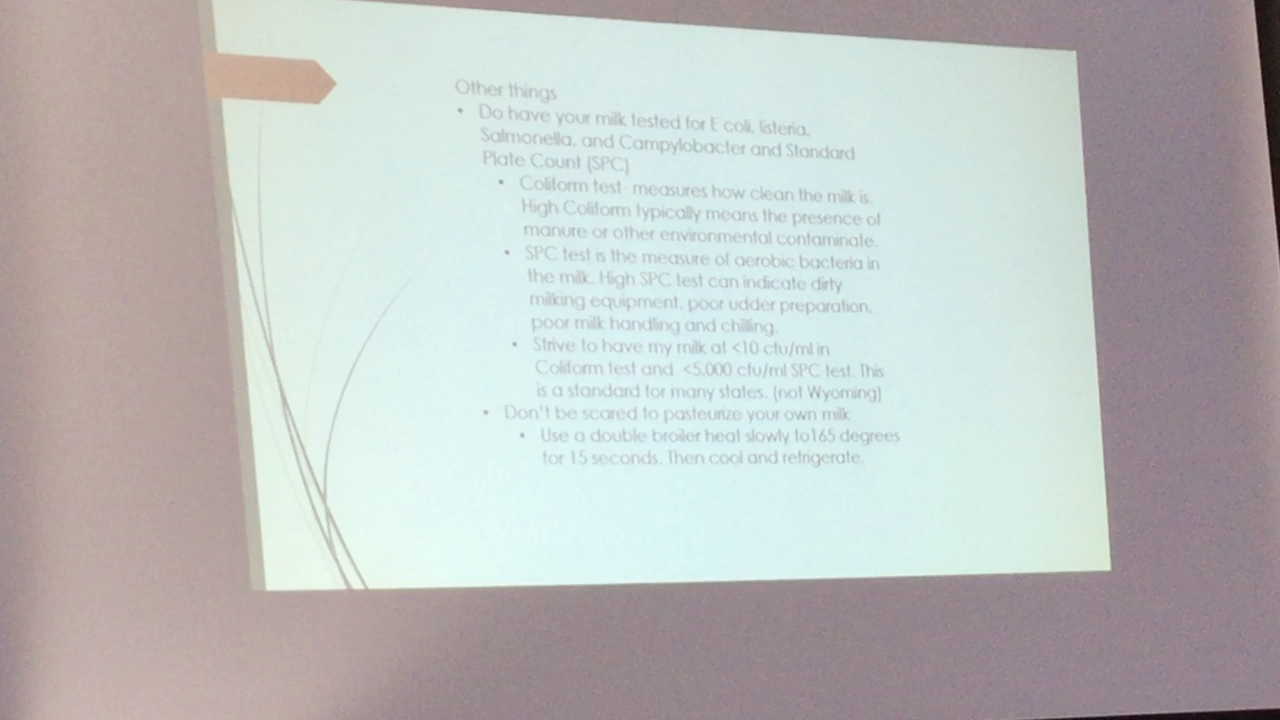 Other things
• Do have your milk tested for E coli, listeria,
Salmonella, and Campylobacter and Standard
Plate Count (SPC)
• Coliform test- measures how clean the milk is.
High Coliform typically means the presence of
manure or other environmental contaminate.
• SPC test is the measure of aerobic bacteria in
the milk. High SPC test can indicate dirty
milking equipment, poor udder preparation,
poor milk handling and chilling.
• Strive to have my milk at <10 cfu/ml in
Coliform test and <5,000 cfu/ml SPC test. This
is a standard for many states. (not Wyoming)
• Don't be scared to pasteurize your own milk
• Use a double broiler heat slowly to165 degrees
for 15 seconds. Then cool and refrigerate.